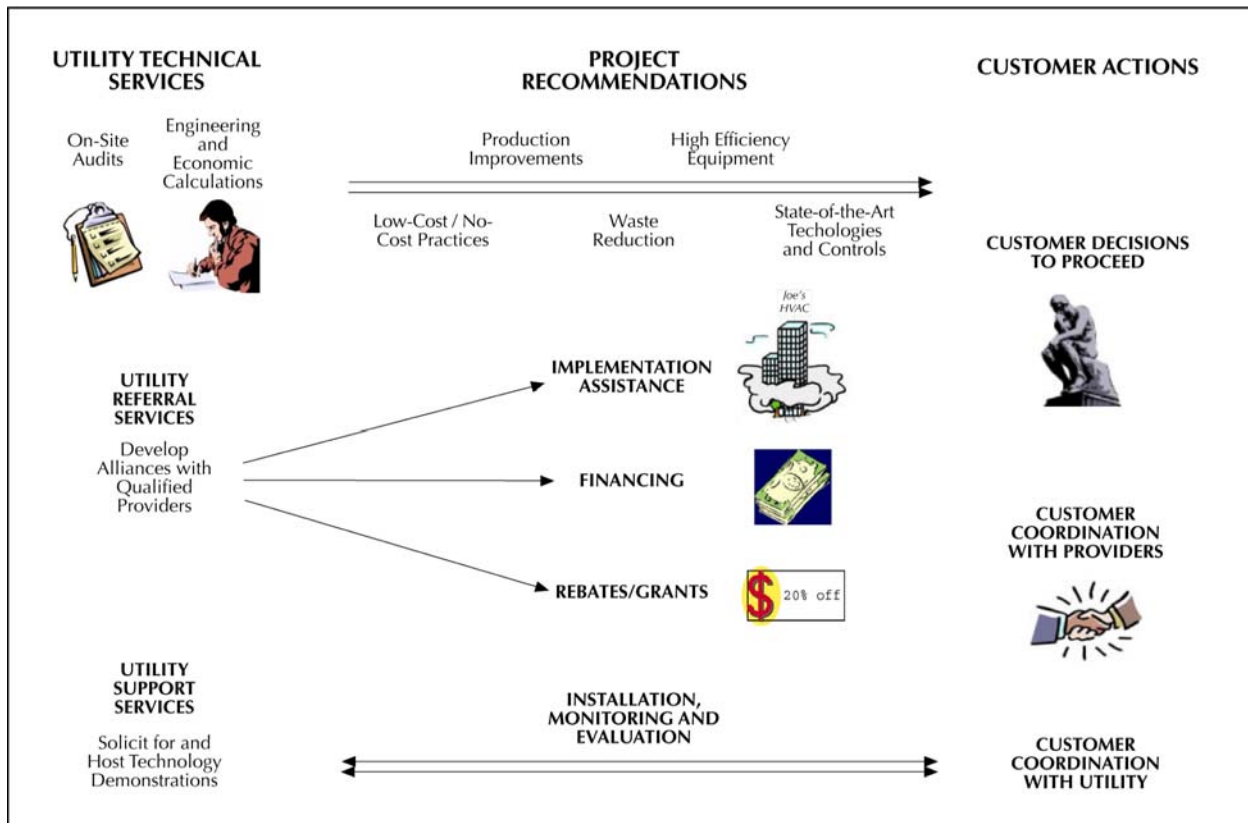 UTILITY TECHNICAL
SERVICES
PROJECT
RECOMMENDATIONS
CUSTOMER ACTIONS
On-Site
Audits
Engineering
and
Economic
Calculations
Production
Improvements
High Efficiency
Equipment
Low-Cost / No-
Cost Practices
Waste
Reduction
State-of-the-Art
Techologies
and Controls
CUSTOMER DECISIONS
TO PROCEED
Joe's
HVAC
UTILITY
REFERRAL
SERVICES
Develop
Alliances with
Qualified
Providers
IMPLEMENTATION
ASSISTANCE
FINANCING
REBATES/GRANTS
$ 20% off
CUSTOMER
COORDINATION
WITH PROVIDERS
UTILITY
SUPPORT
SERVICES
Solicit for and
Host Technology
Demonstrations
INSTALLATION,
MONITORING AND
EVALUATION
CUSTOMER
COORDINATION
WITH UTILITY